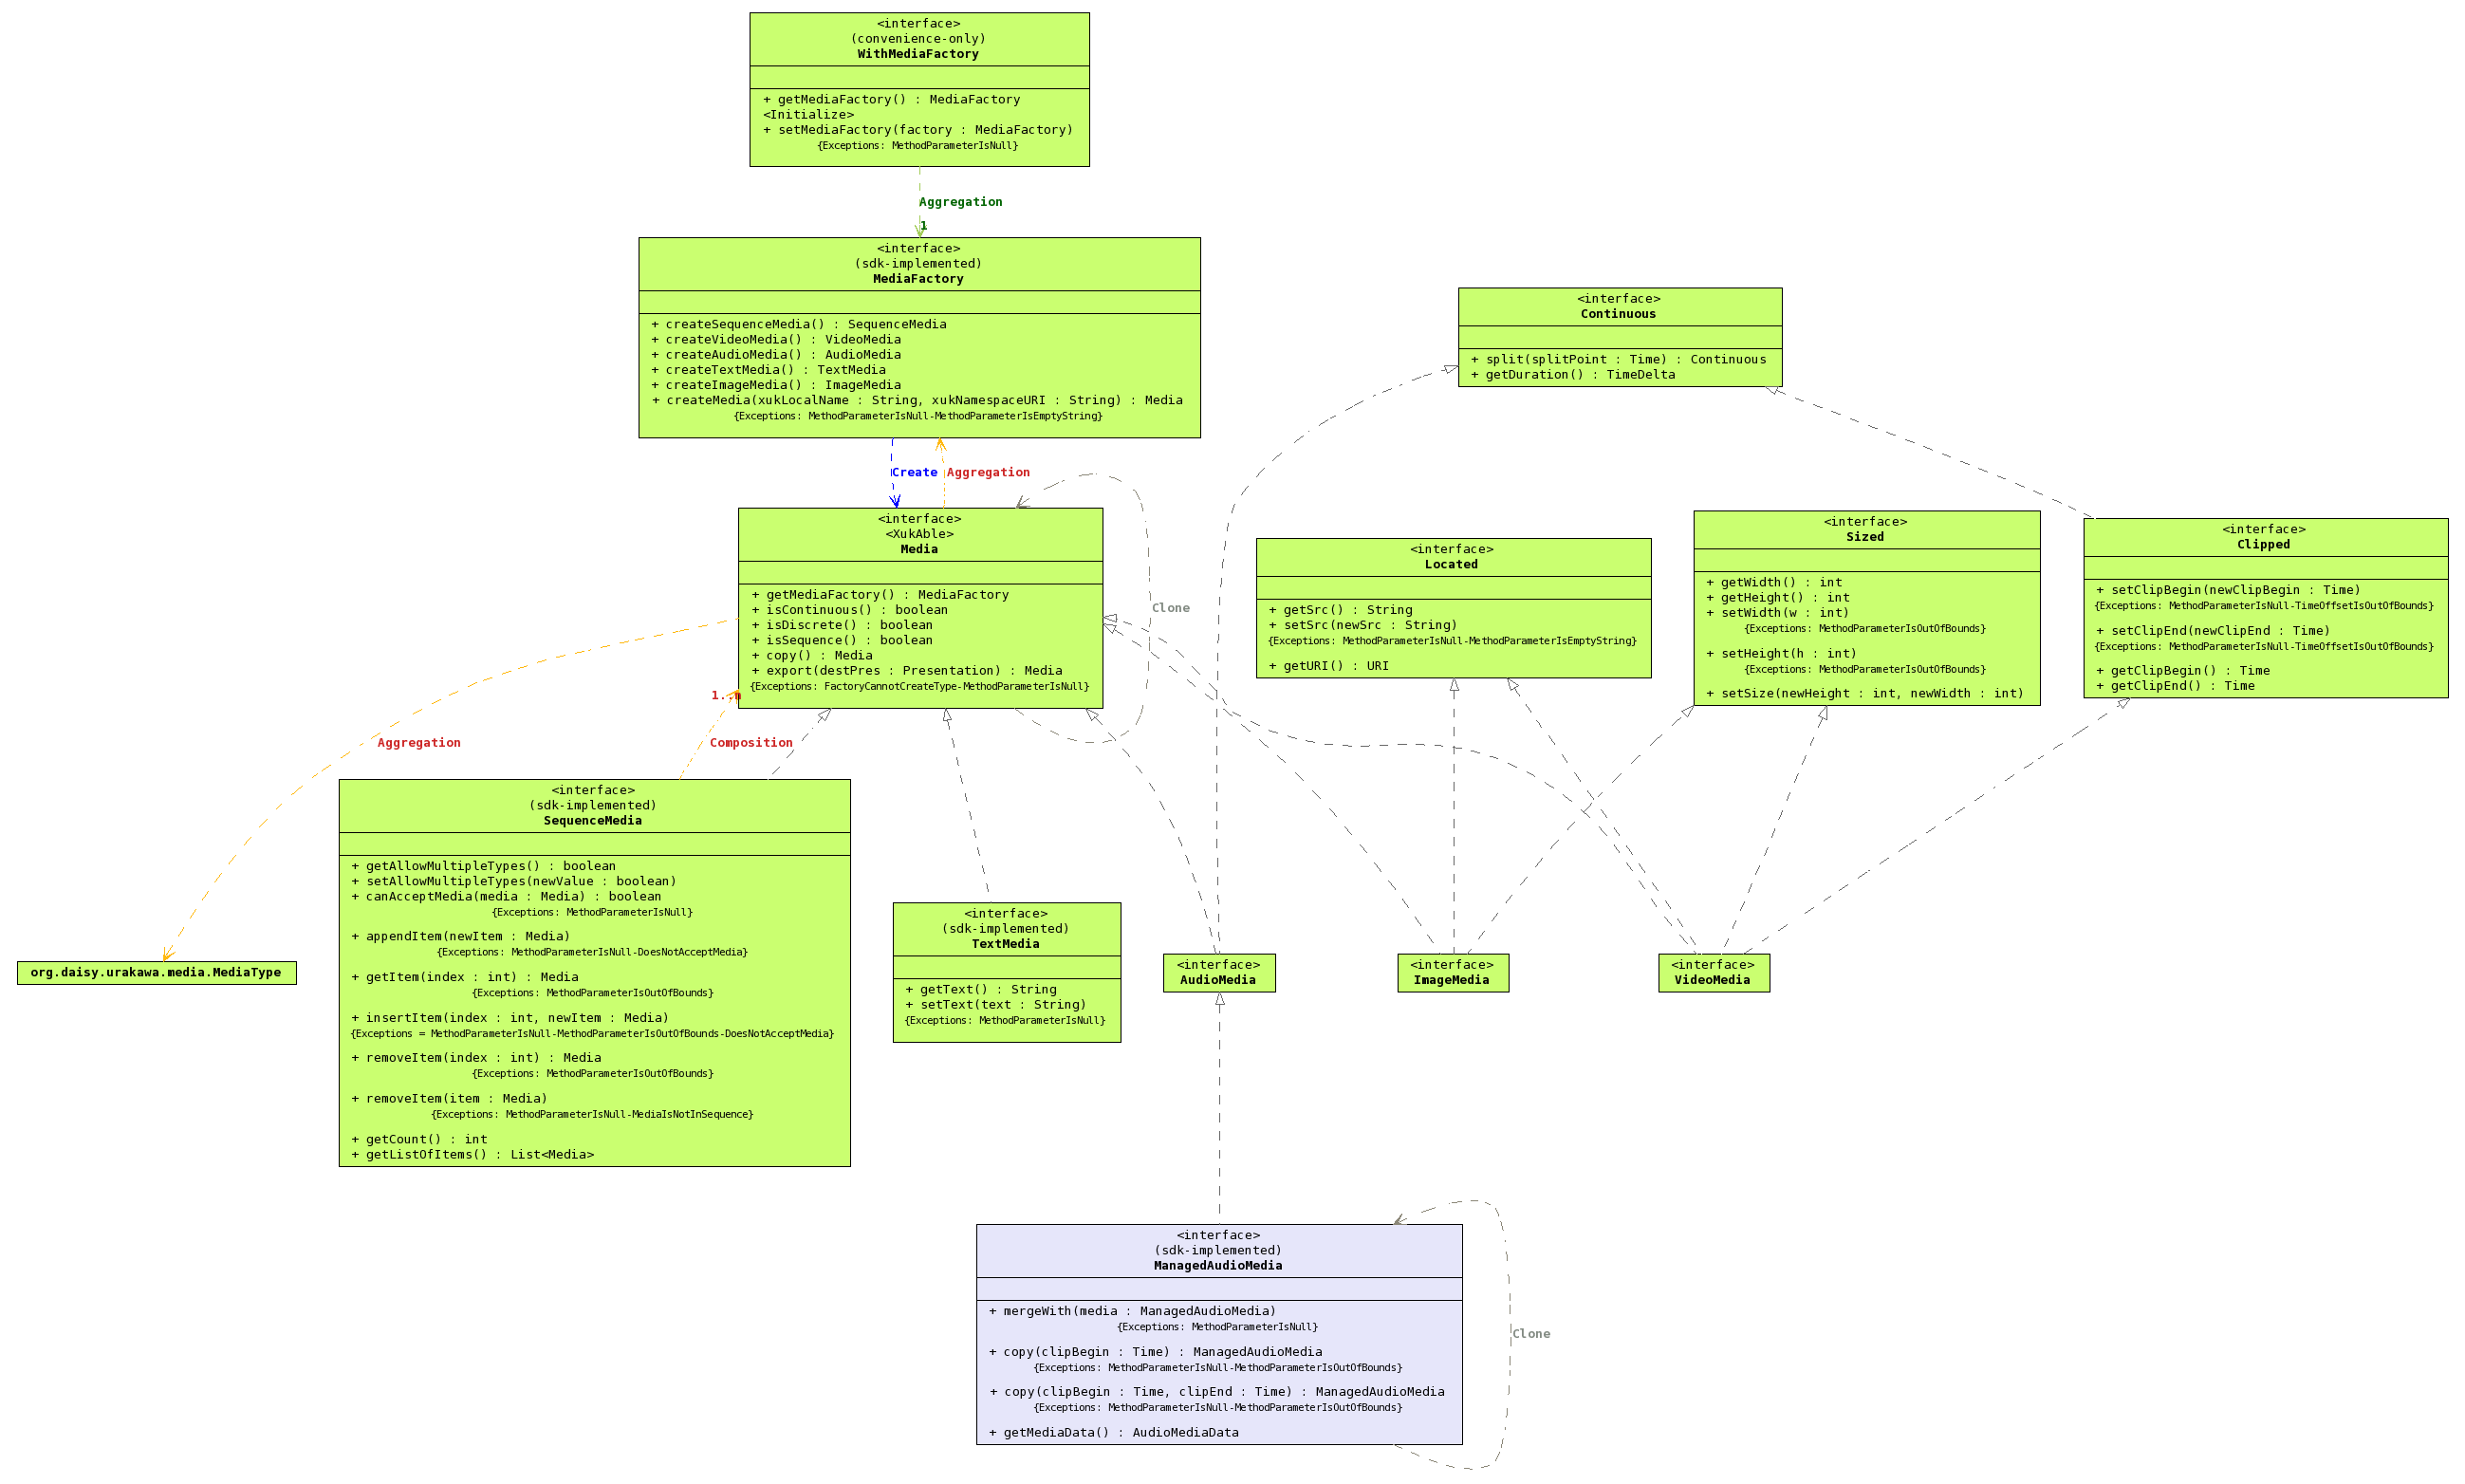 <interface>
(convenience-only)
WithMediaFactory
+ getMediaFactory() : MediaFactory
<Initialize>
+ setMediaFactory(factory : MediaFactory)
{Exceptions: MethodParameterIsNull}
Aggregation
1
<interface>
(sdk-implemented)
MediaFactory
+ createSequenceMedia() : SequenceMedia
+ createVideoMedia() : VideoMedia
+ createAudioMedia() : AudioMedia
+ createTextMedia() : TextMedia
+ createImageMedia() : ImageMedia
+ createMedia(xukLocalName : String, xukNamespaceURI : String) : Media
{Exceptions: MethodParameterIsNull-MethodParameterIsEmptyString}
<interface>
Continuous
+ split(splitPoint : Time) : Continuous
+ getDuration() : TimeDelta
Create
Aggregation
<interface>
<XukAble>
Media
+ getMediaFactory() : MediaFactory
+ isContinuous() : boolean
+ isDiscrete() : boolean
+ isSequence() : boolean
+ copy() : Media
+ export(destPres : Presentation) : Media
{Exceptions: FactoryCannotCreateType-MethodParameterIsNull}
Clone
<interface>
Located
+ getSrc() : String
+ setSrc(newSrc : String)
{Exceptions: MethodParameterIsNull-MethodParameterIsEmptyString}
+ getURI() : URI
<interface>
Sized
+ getWidth() : int
+ getHeight() : int
+ setWidth(w : int)
{Exceptions: MethodParameterIsOutOfBounds}
+ setHeight(h : int)
{Exceptions: MethodParameterIsOutOfBounds}
+ setSize(newHeight : int, newWidth : int)
<interface>
Clipped
+ setClipBegin(newClipBegin : Time)
{Exceptions: MethodParameterIsNull-TimeOffsetIsOutOfBounds}
+ setClipEnd(newClipEnd : Time)
{Exceptions: MethodParameterIsNull-TimeOffsetIsOutOfBounds}
+ getClipBegin() : Time
+ getClipEnd() : Time
1..n
Aggregation
Composition
<interface>
(sdk-implemented)
SequenceMedia
+ getAllowMultipleTypes() : boolean
+ setAllowMultipleTypes(newValue : boolean)
+ canAcceptMedia(media : Media) : boolean
{Exceptions: MethodParameterIsNull}
+ appendItem(newItem : Media)
{Exceptions: MethodParameterIsNull-DoesNotAcceptMedia}
+ getItem(index : int) : Media
{Exceptions: MethodParameterIsOutOfBounds}
+ insertItem(index : int, newItem : Media)
{Exceptions = MethodParameterIsNull-MethodParameterIsOutOfBounds-DoesNotAcceptMedia}
+ removeItem(index : int) : Media
{Exceptions: MethodParameterIsOutOfBounds}
+ removeItem(item : Media)
{Exceptions: MethodParameterIsNull-MediaIsNotInSequence}
+ getCount() : int
+ getListOfItems() : List<Media>
org.daisy.urakawa.media.MediaType
<interface>
(sdk-implemented)
TextMedia
+ getText() : String
+ setText(text : String)
{Exceptions: MethodParameterIsNull}
<interface>
AudioMedia
<interface>
ImageMedia
<interface>
VideoMedia
<interface>
(sdk-implemented)
ManagedAudioMedia
+ mergeWith(media : ManagedAudioMedia)
{Exceptions: MethodParameterIsNull}
+ copy(clipBegin : Time) : ManagedAudioMedia
{Exceptions: MethodParameterIsNull-MethodParameterIsOutOfBounds}
+ copy(clipBegin : Time, clipEnd : Time) : ManagedAudioMedia
{Exceptions: MethodParameterIsNull-MethodParameterIsOutOfBounds}
+ getMediaData() : AudioMediaData
Clone